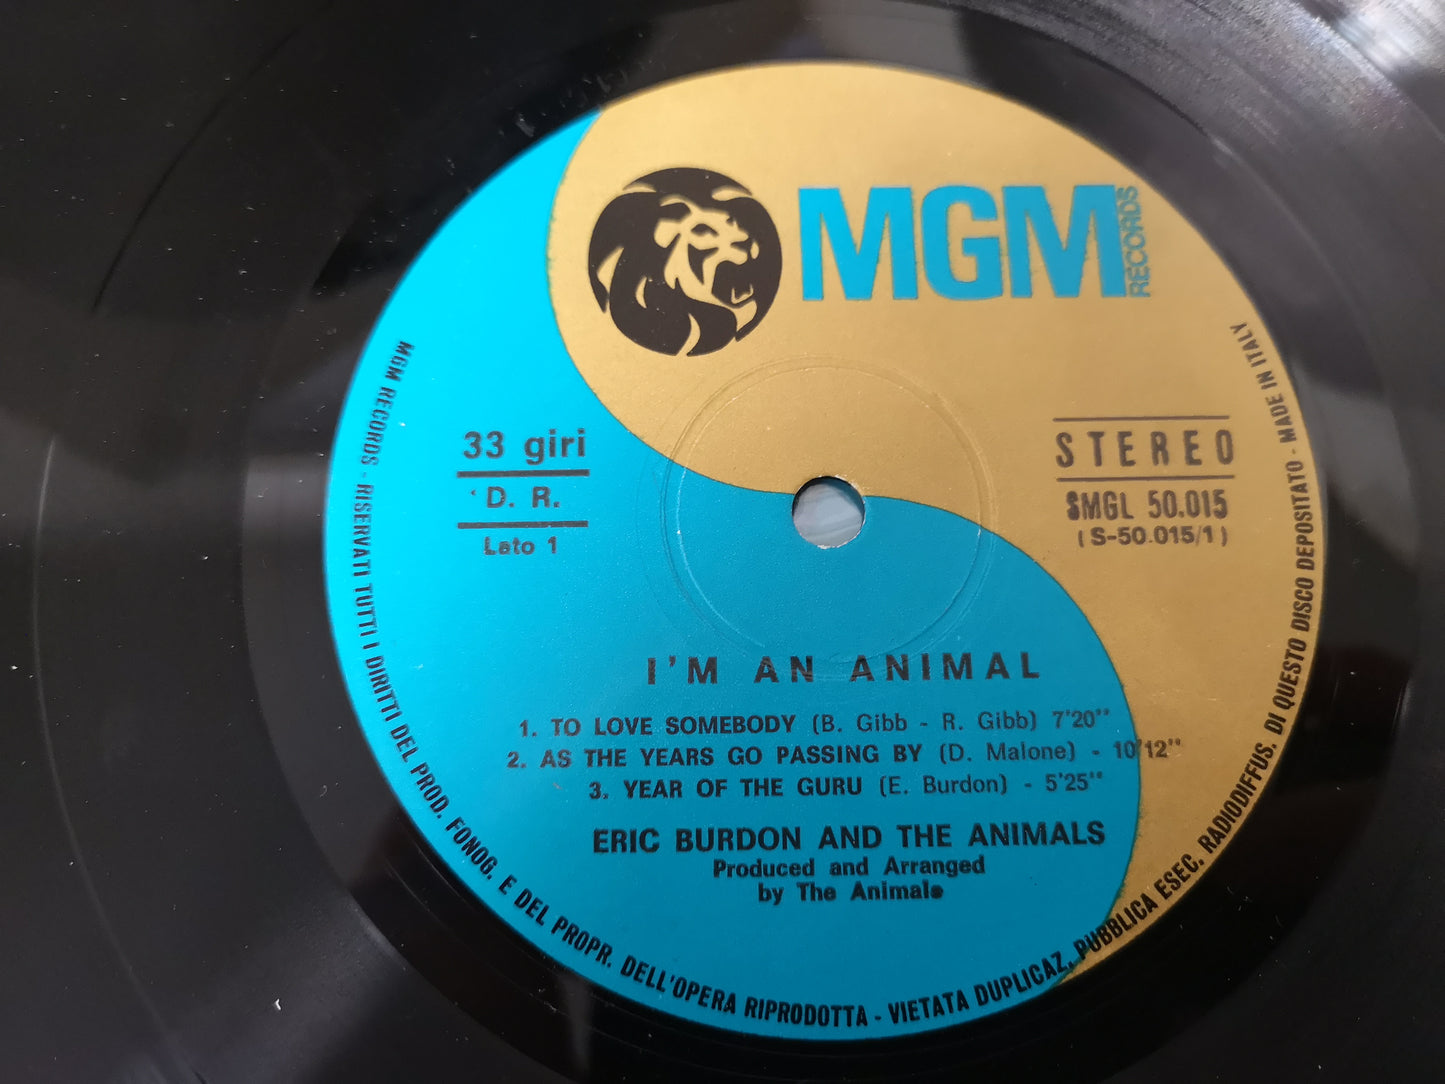 MGM
RECORDS
33 giri
D. R.
Lato 1
STEREO
SMGL 50.015
(S-50.015/1)
I'M AN ANIMAL
1. TO LOVE SOMEBODY (B. Gibb - R. Gibb) 7'20"
2. AS THE YEARS GO PASSING BY (D. Malone) - 10'12"
3. YEAR OF THE GURU (E. Burdon) - 5'25"
ERIC BURDON AND THE ANIMALS
Produced and Arranged
by The Animals
MGM RECORDS - RISERVATI TUTTI I DIRITTI DEL PROD. FONOG. E DEL PROPR. DELL'OPERA RIPRODOTTA - VIETATA DUPLICAZ. PUBBLICA ESEC. RADIODIFFUS. DI QUESTO DISCO DEPOSITATO - MADE IN ITALY